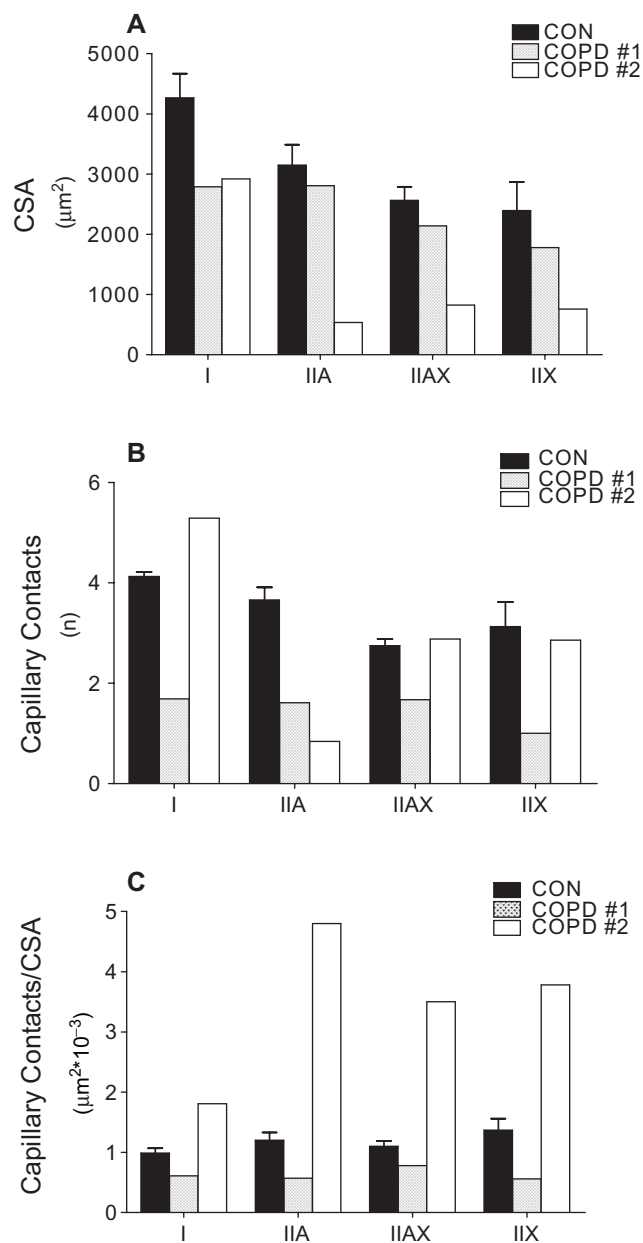 A
CON
COPD #1
COPD #2
5000
4000
3000
2000
1000
0
CSA
(μm²)
I IIA IIAX IIX
B
CON
COPD #1
COPD #2
6
4
2
0
Capillary Contacts
(n)
I IIA IIAX IIX
C
CON
COPD #1
COPD #2
5
4
3
2
1
0
Capillary Contacts/CSA
(μm²*10⁻³)
I IIA IIAX IIX